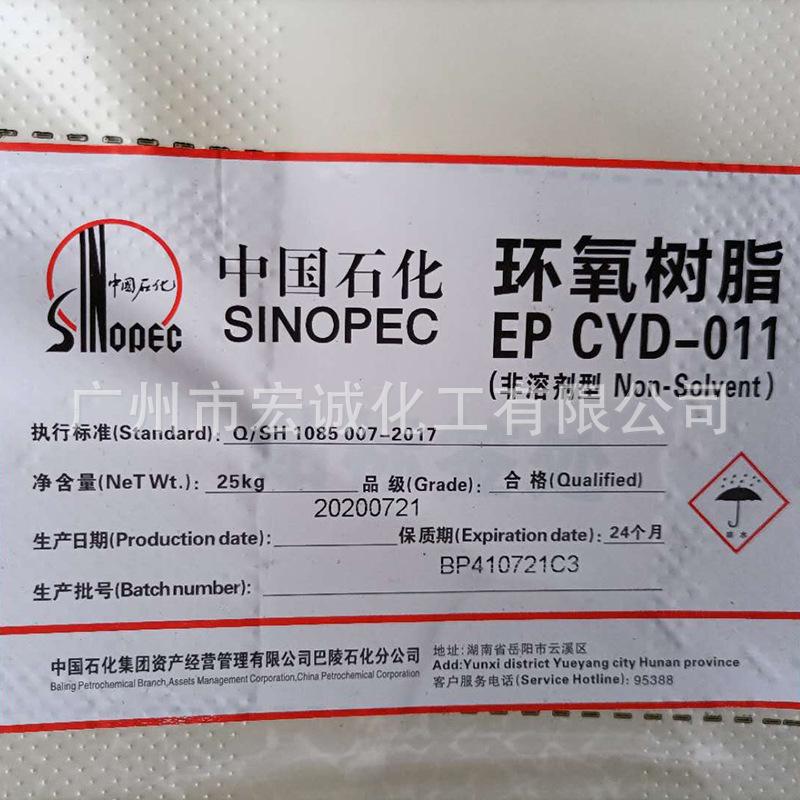 中国石化
SINOPEC
中国石化
SINOPEC
环氧树脂
EP CYD-011
(非溶剂型 Non-Solvent)
广州市宏诚化工有限公司
执行标准(Standard): Q/SH 1085 007-2017
净含量(NeT Wt.): 25kg 品 级(Grade): 合 格(Qualified)
20200721
生产日期(Production date): 保质期(Expiration date): 24个月
BP410721C3
生产批号(Batch number):
怕 水
中国石化集团资产经营管理有限公司巴陵石化分公司
Baling Petrochemical Branch,Assets Management Corporation,China Petrochemical Corporation
地址:湖南省岳阳市云溪区
Add:Yunxi district Yueyang city Hunan province
客户服务电话(Service Hotline): 95388